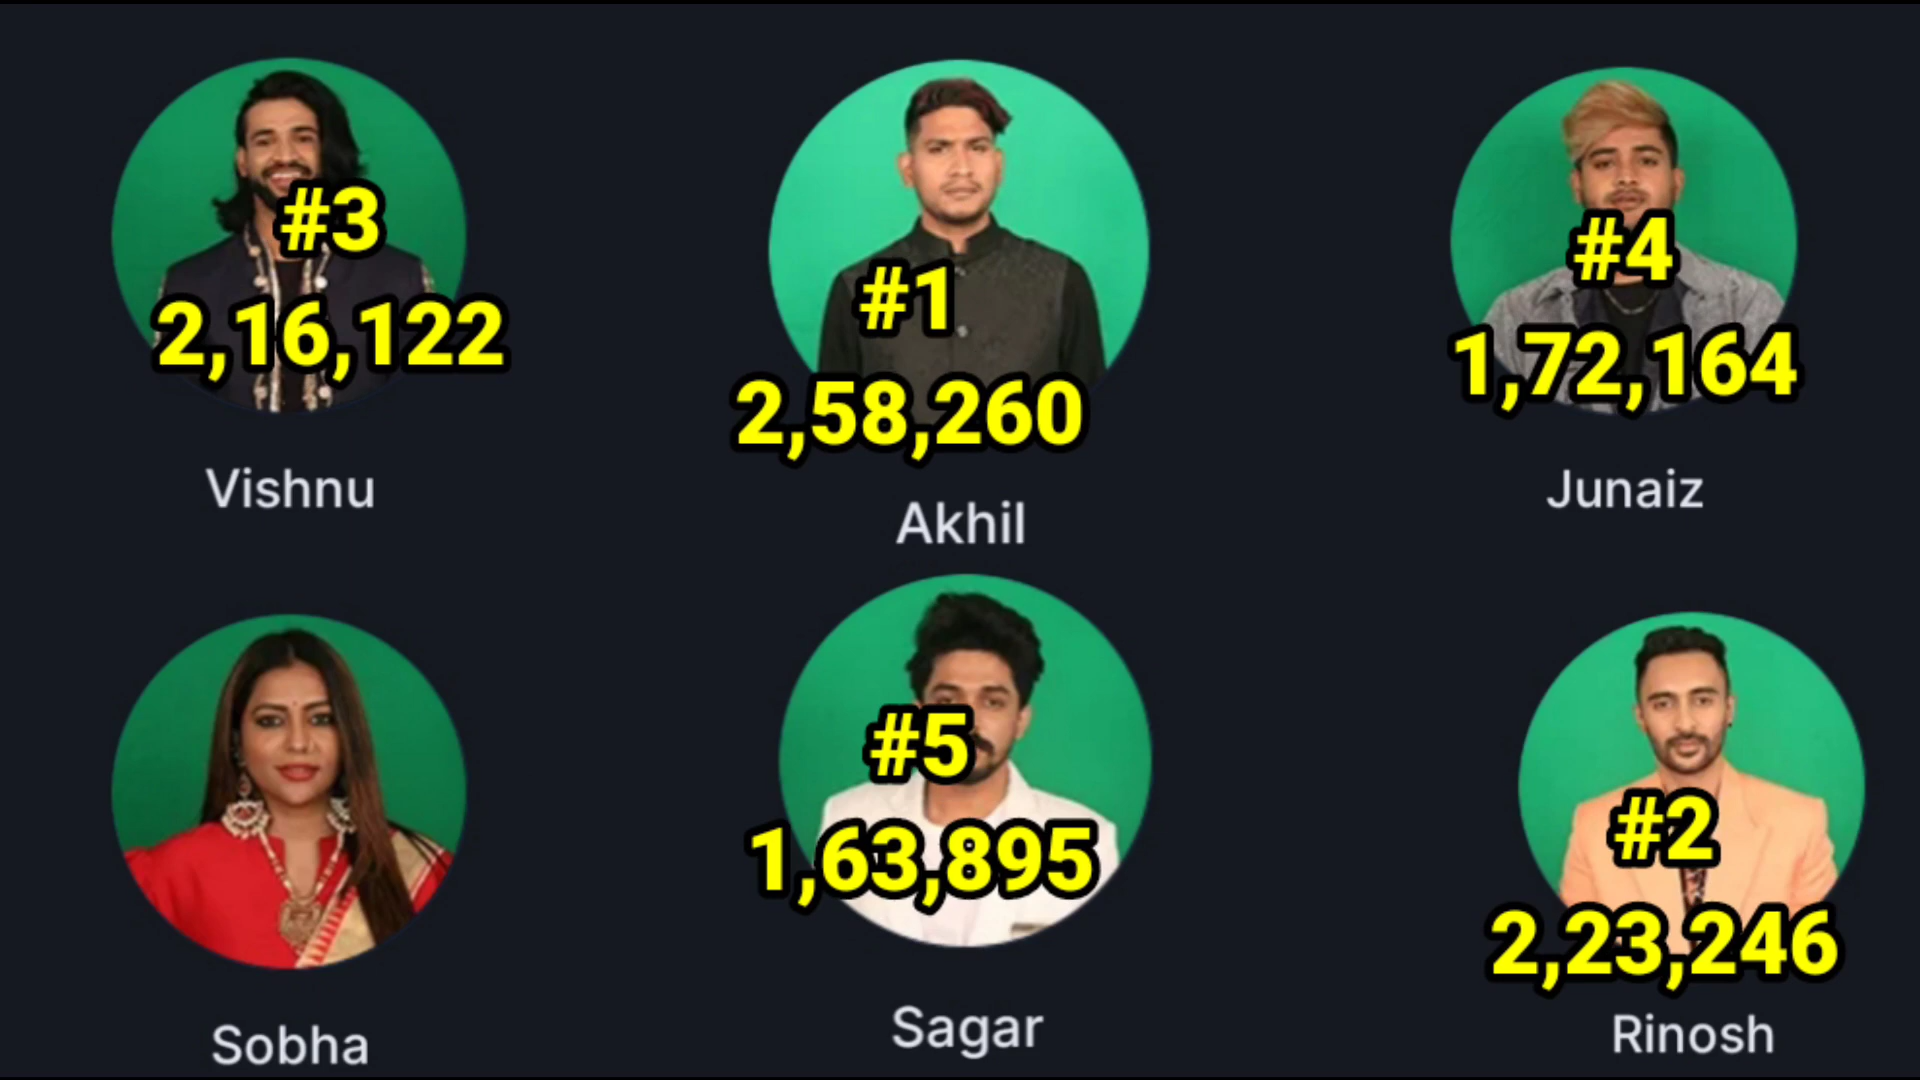 #3
2,16,122
Vishnu
#1
2,58,260
Akhil
#4
1,72,164
Junaiz
Sobha
#5
1,63,895
Sagar
#2
2,23,246
Rinosh